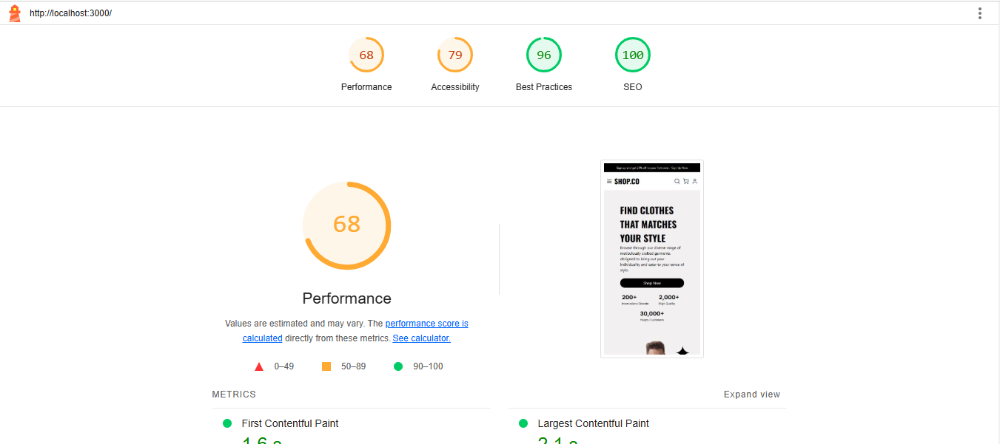 http://localhost:3000/
68
79
96
100
Performance
Accessibility
Best Practices
SEO
68
Performance
Values are estimated and may vary. The performance score is
calculated directly from these metrics. See calculator.
0–49
50–89
90–100
Sign up and get 20% off to your first order. Sign Up Now
SHOP.CO
FIND CLOTHES
THAT MATCHES
YOUR STYLE
Browse through our diverse range of
meticulously crafted garments,
designed to bring out your
individuality and cater to your sense of
style.
Shop Now
200+
2,000+
International Brands
High Quality
30,000+
Happy Customers
METRICS
Expand view
First Contentful Paint
Largest Contentful Paint
1.6 s
2.1 s